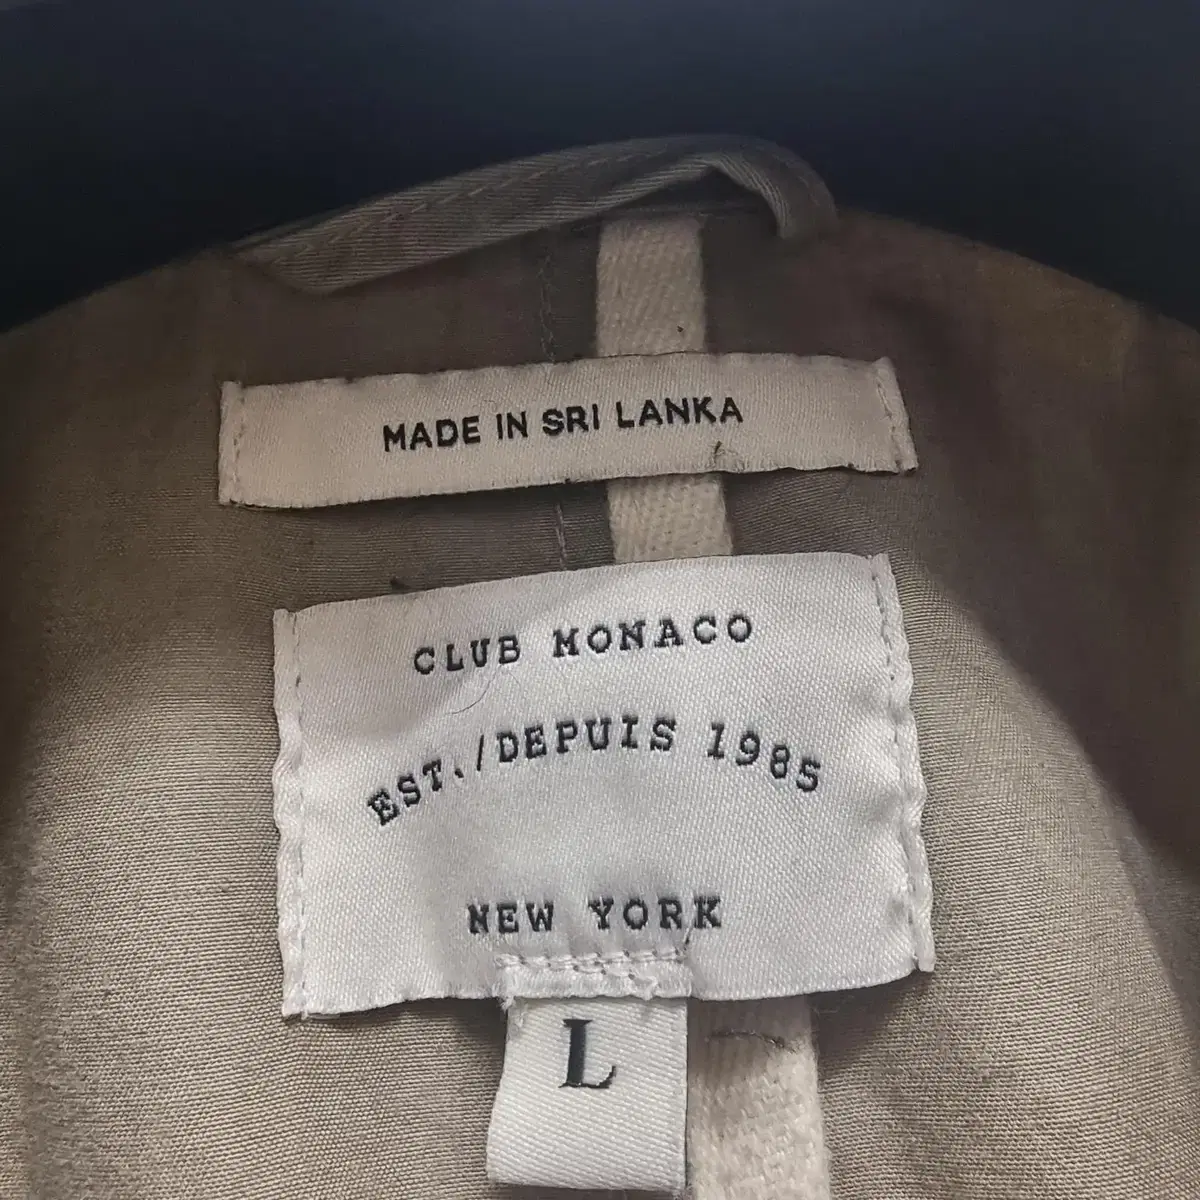 MADE IN SRI LANKA
CLUB MONACO
EST./DEPUIS 1985
NEW YORK
L